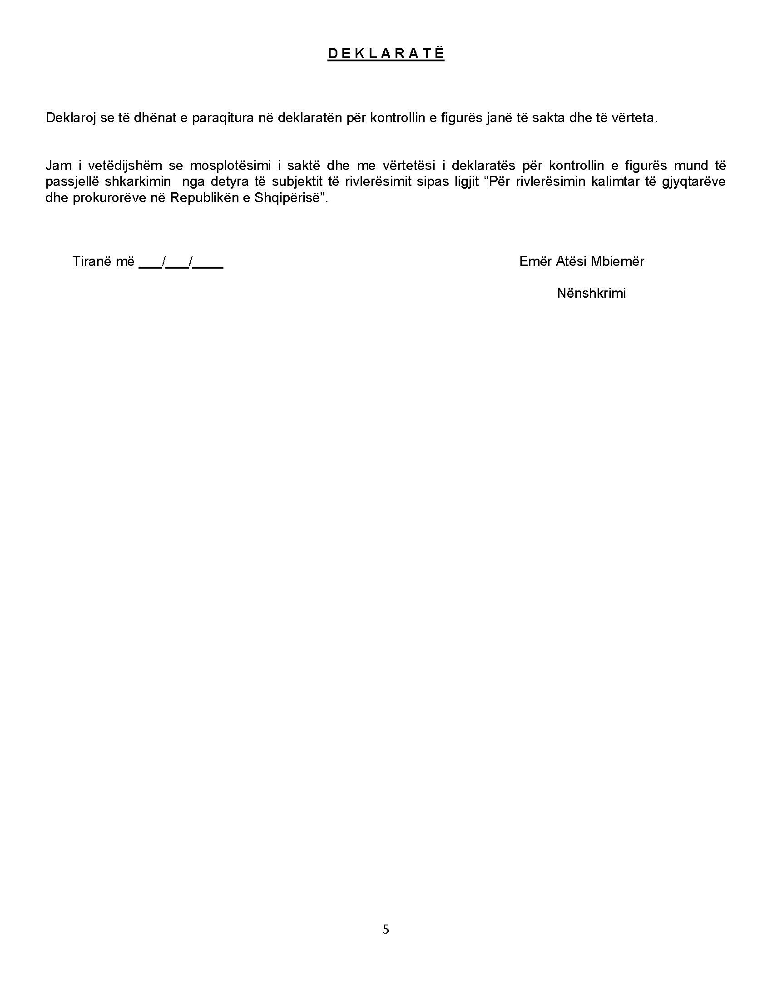 D E K L A R A T Ë
Deklaroj se të dhënat e paraqitura në deklaratën për kontrollin e figurës janë të sakta dhe të vërteta.
Jam i vetëdijshëm se mosplotësimi i saktë dhe me vërtetësi i deklaratës për kontrollin e figurës mund të
passjellë shkarkimin  nga detyra të subjektit të rivlerësimit sipas ligjit “Për rivlerësimin kalimtar të gjyqtarëve
dhe prokurorëve në Republikën e Shqipërisë”.
Tiranë më ___/___/____ Emër Atësi Mbiemër
Nënshkrimi
5